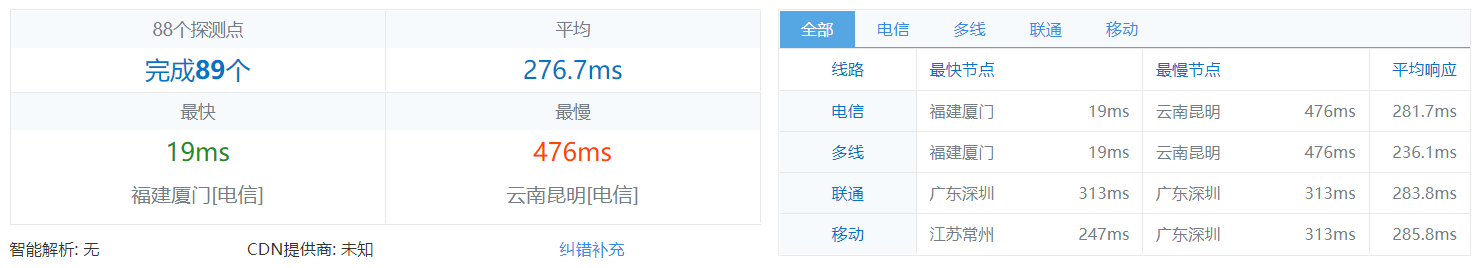 88个探测点 平均
完成89个 276.7ms
最快 最慢
19ms 476ms
福建厦门[电信] 云南昆明[电信]
智能解析: 无 CDN提供商: 未知 纠错补充
全部 电信 多线 联通 移动
线路 最快节点 最慢节点 平均响应
电信 福建厦门 19ms 云南昆明 476ms 281.7ms
多线 福建厦门 19ms 云南昆明 476ms 236.1ms
联通 广东深圳 313ms 广东深圳 313ms 283.8ms
移动 江苏常州 247ms 广东深圳 313ms 285.8ms